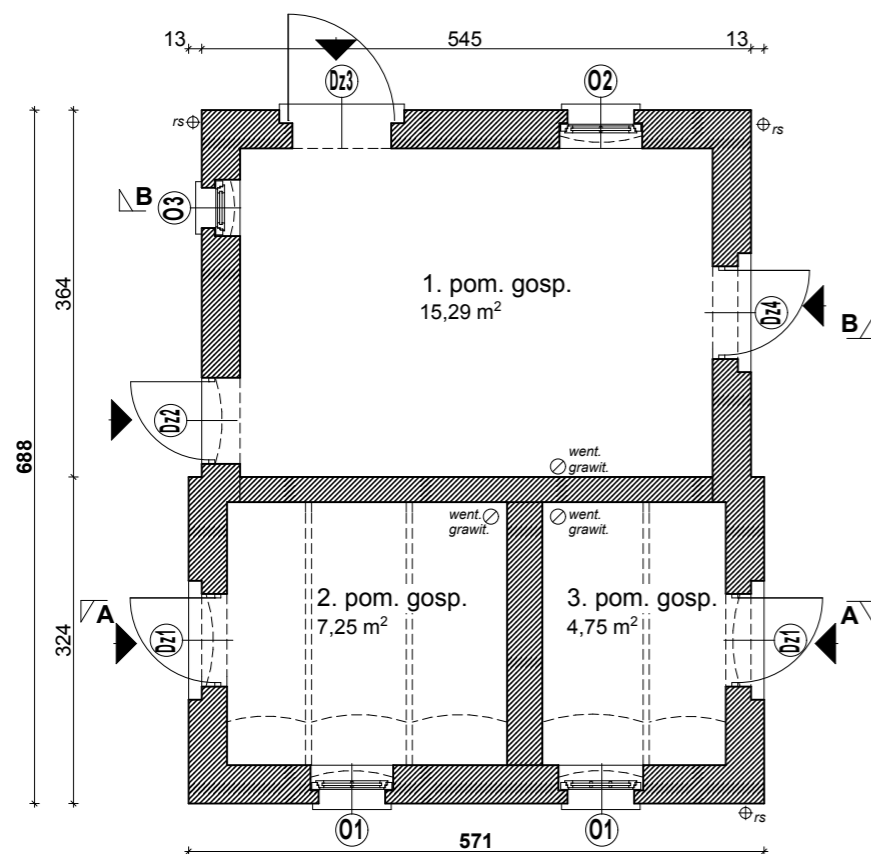 13
545
13
Dz3
O2
rs
rs
B
O3
1. pom. gosp.
15,29 m²
364
Dz4
B
Dz2
688
went.
grawit.
went.
grawit.
went.
grawit.
2. pom. gosp.
7,25 m²
3. pom. gosp.
4,75 m²
A
A
324
Dz1
Dz1
O1
O1
rs
571